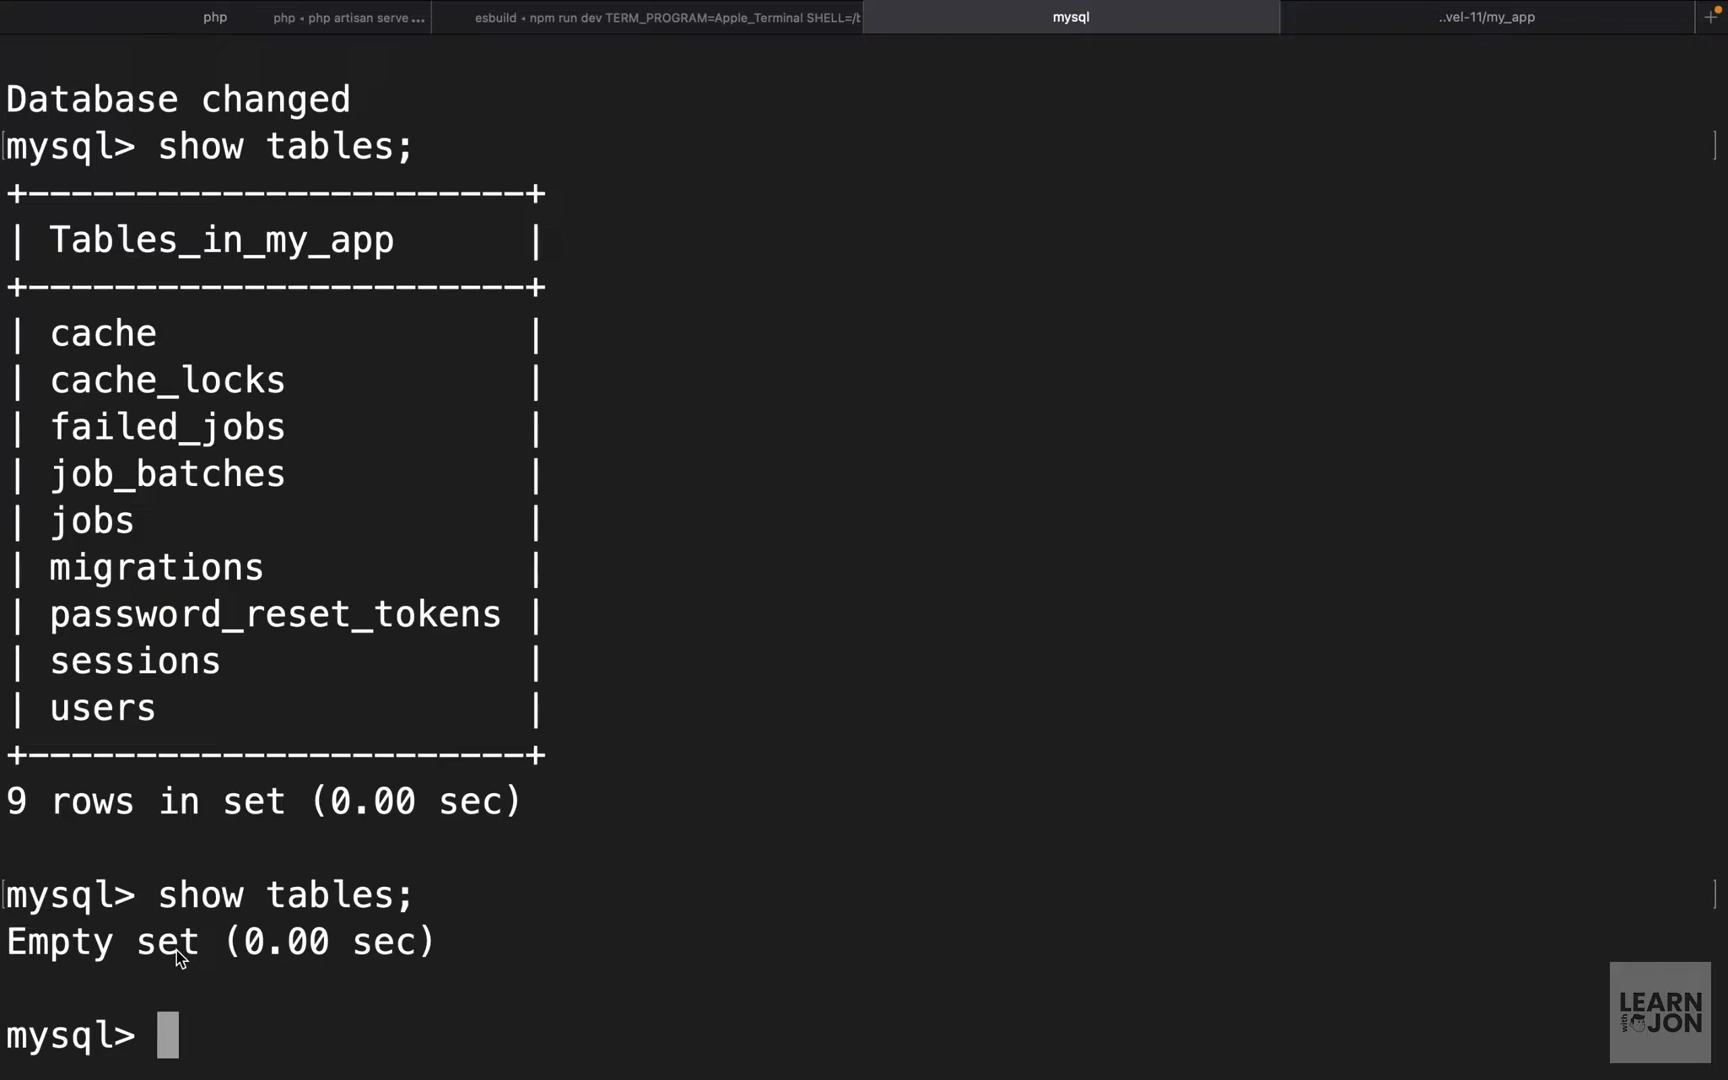 php
php • php artisan serve ...
esbuild • npm run dev TERM_PROGRAM=Apple_Terminal SHELL=/b
mysql
..vel-11/my_app
+
Database changed
mysql> show tables;
+-----------------------+
| Tables_in_my_app      |
+-----------------------+
| cache                 |
| cache_locks           |
| failed_jobs           |
| job_batches           |
| jobs                  |
| migrations            |
| password_reset_tokens |
| sessions              |
| users                 |
+-----------------------+
9 rows in set (0.00 sec)
mysql> show tables;
Empty set (0.00 sec)
mysql>
LEARN
with JON